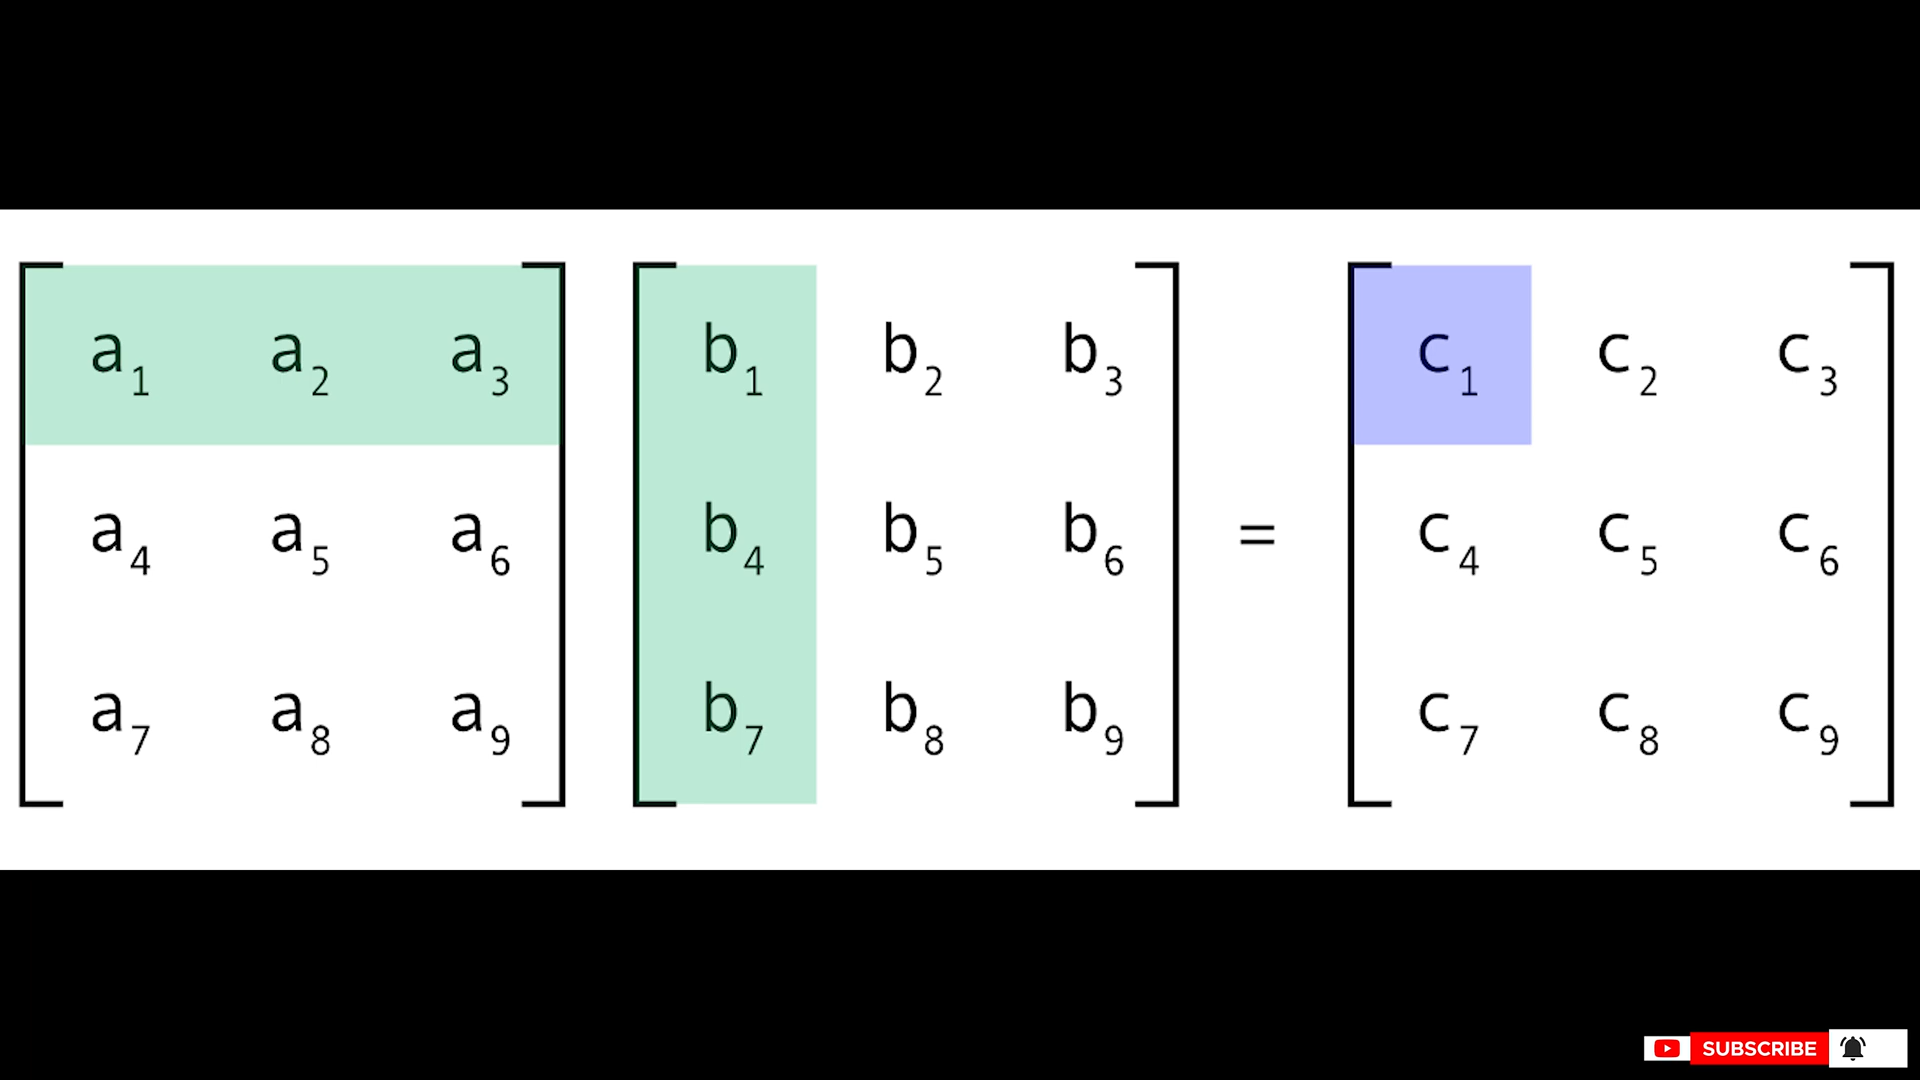 a₁ a₂ a₃ b₁ b₂ b₃ c₁ c₂ c₃
a₄ a₅ a₆ b₄ b₅ b₆ = c₄ c₅ c₆
a₇ a₈ a₉ b₇ b₈ b₉ c₇ c₈ c₉
SUBSCRIBE